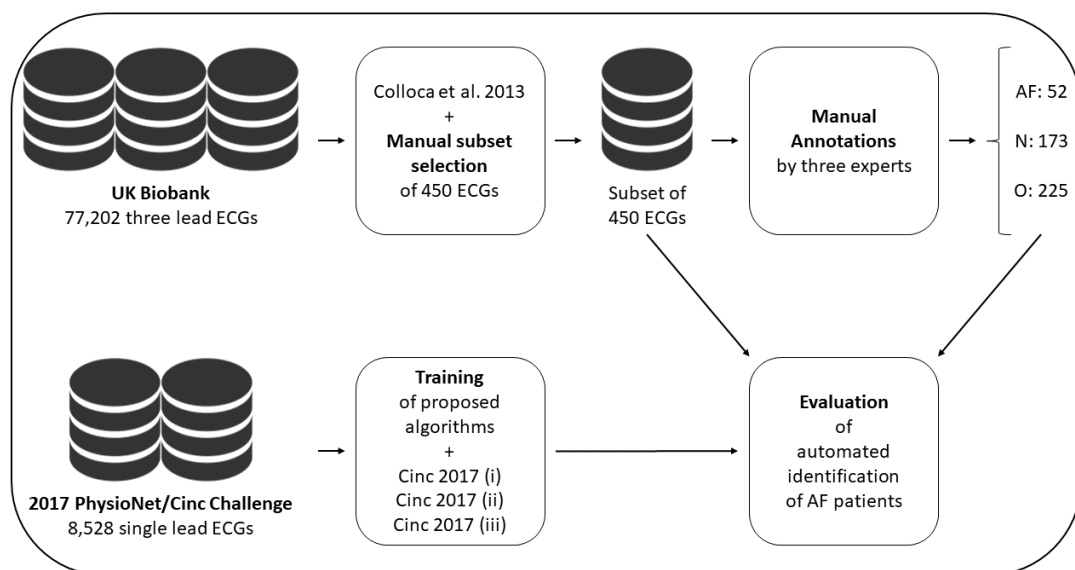 UK Biobank
77,202 three lead ECGs
Colloca et al. 2013
+
Manual subset
selection
of 450 ECGs
Subset of
450 ECGs
Manual
Annotations
by three experts
AF: 52
N: 173
O: 225
2017 PhysioNet/Cinc Challenge
8,528 single lead ECGs
Training
of proposed
algorithms
+
Cinc 2017 (i)
Cinc 2017 (ii)
Cinc 2017 (iii)
Evaluation
of
automated
identification
of AF patients